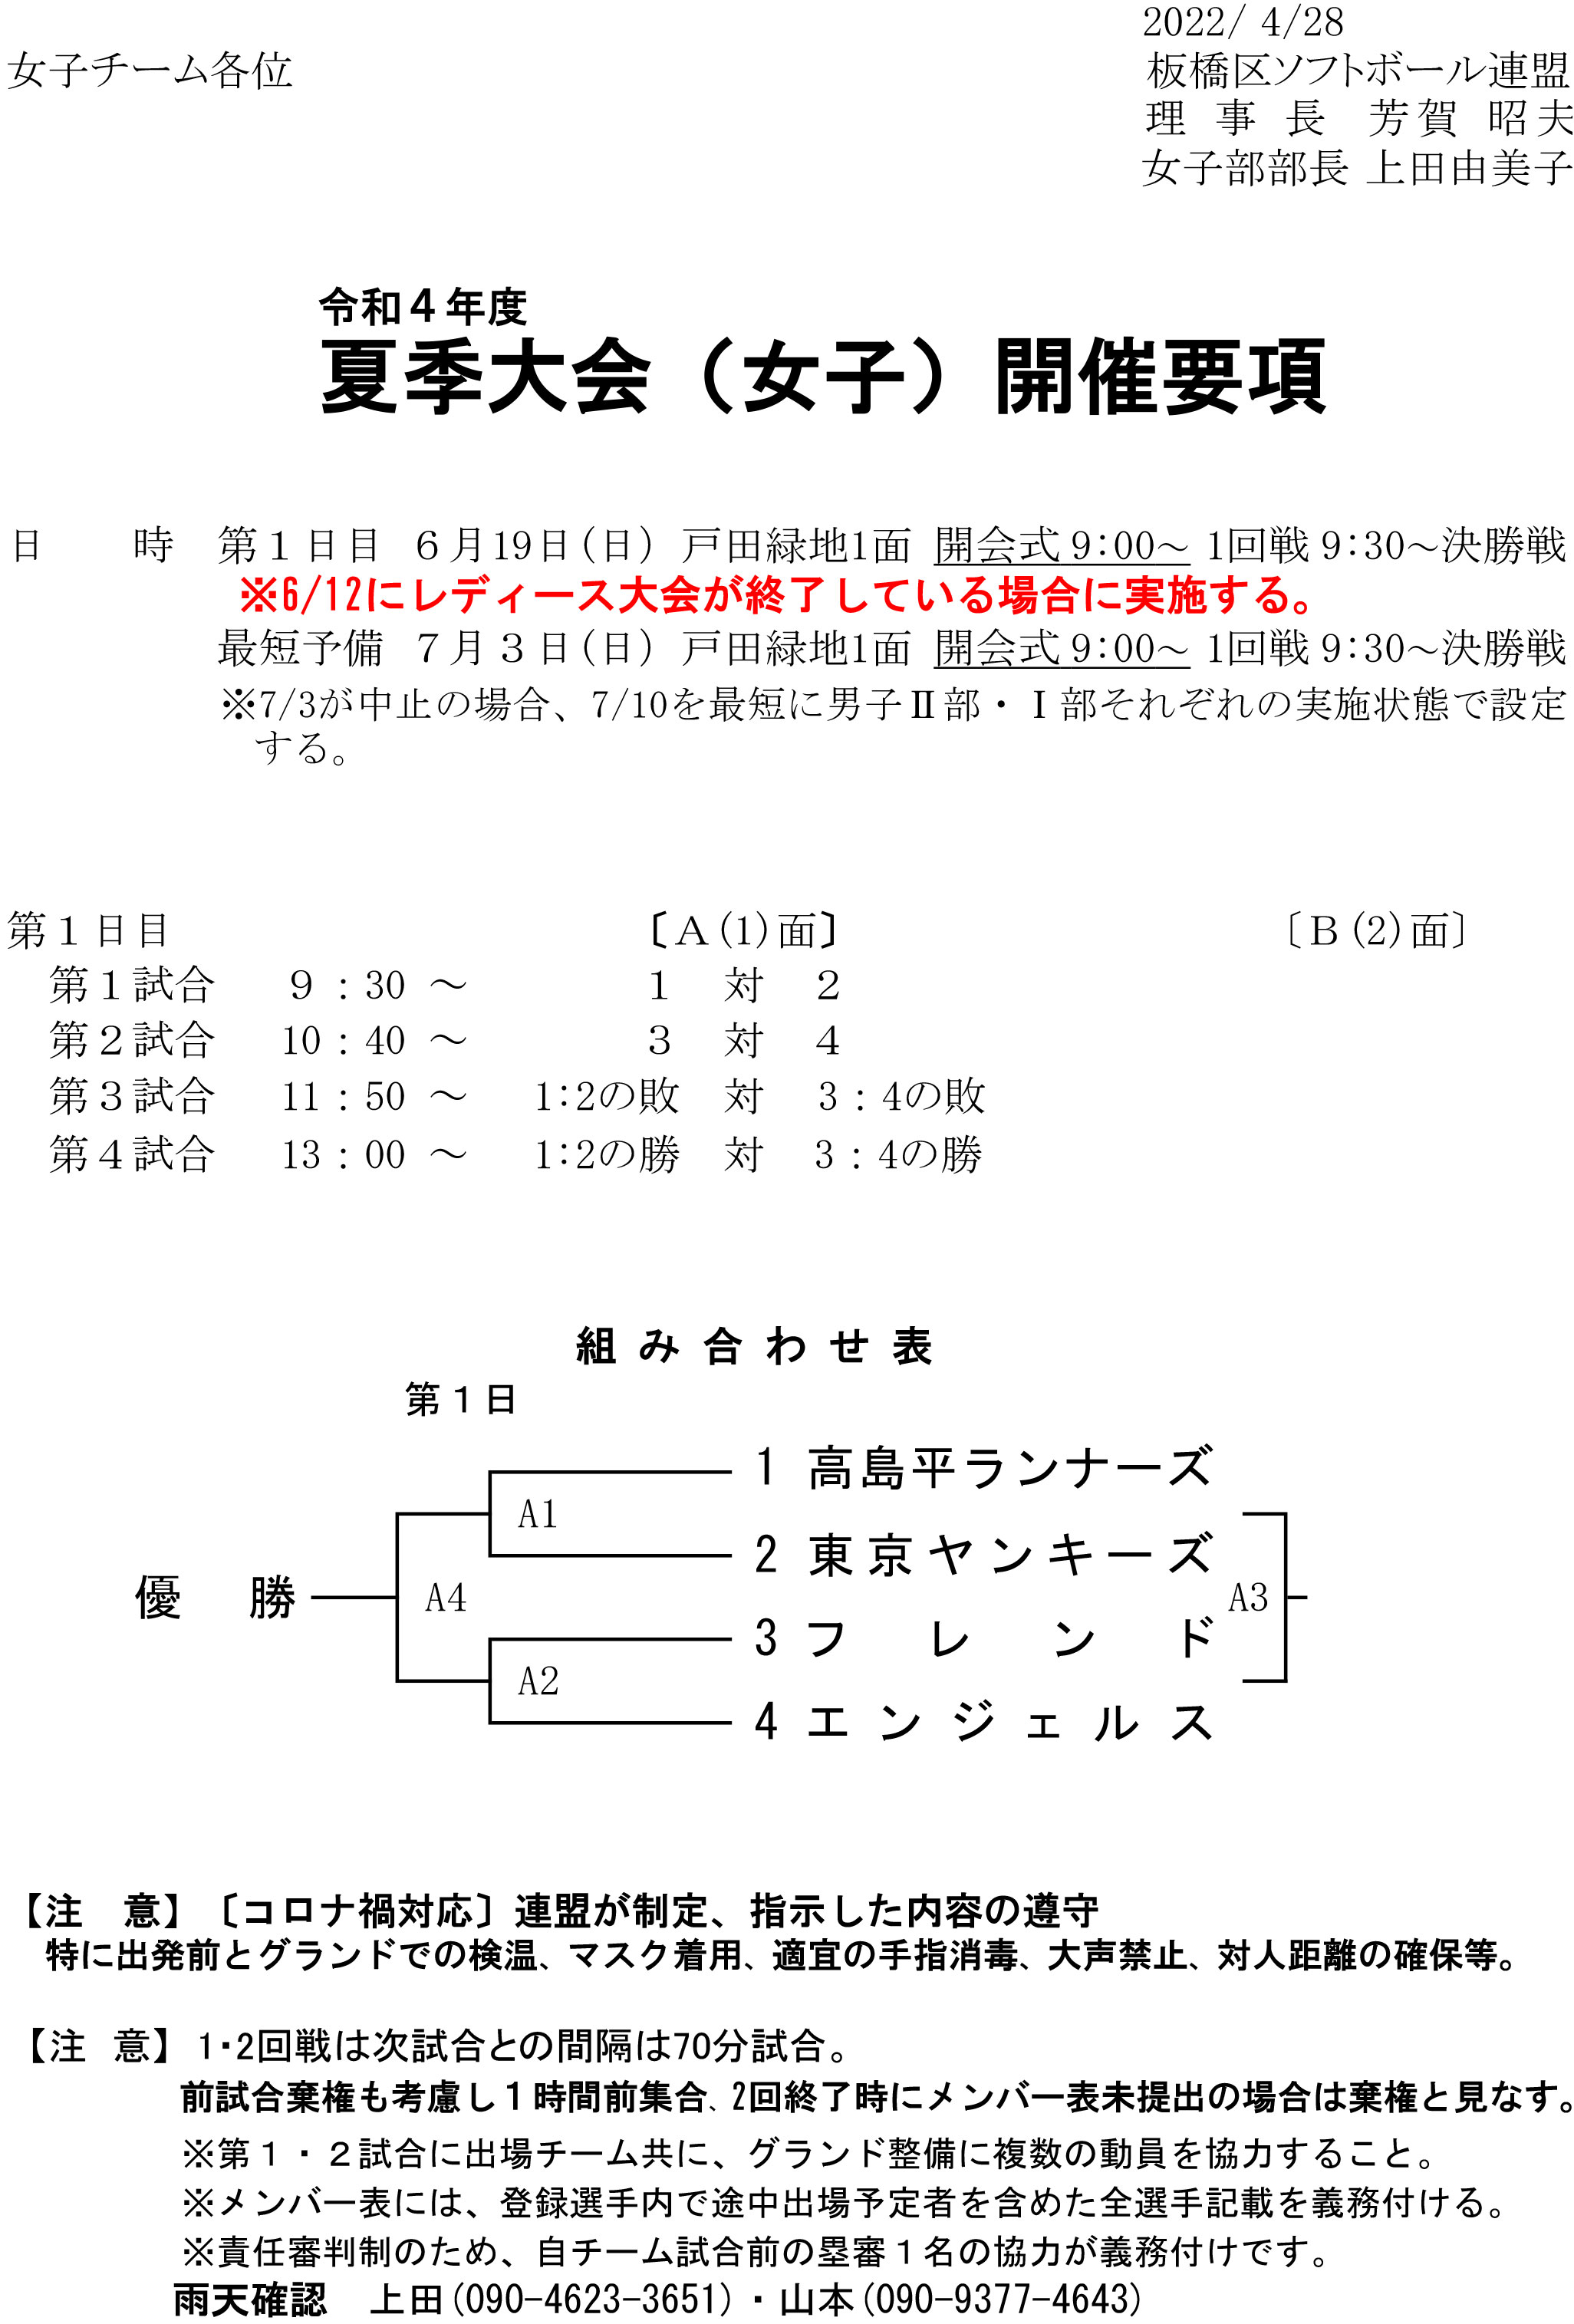 2022/ 4/28
女子チーム各位
板橋区ソフトボール連盟
理 事 長 芳賀 昭夫
女子部部長 上田由美子
令和４年度
夏季大会（女子）開催要項
日　　時 第１日目 ６月19日(日) 戸田緑地1面 開会式 9:00～ 1回戦 9:30～決勝戦
※6/12にレディース大会が終了している場合に実施する。
最短予備 ７月３日(日) 戸田緑地1面 開会式 9:00～ 1回戦 9:30～決勝戦
※7/3が中止の場合、7/10を最短に男子Ⅱ部・Ⅰ部それぞれの実施状態で設定
する。
第１日目 〔Ａ(1)面〕 〔Ｂ(2)面〕
第１試合 ９：30 ～ １ 対 ２
第２試合 10：40 ～ ３ 対 ４
第３試合 11：50 ～ 1:2の敗 対 3：4の敗
第４試合 13：00 ～ 1:2の勝 対 3：4の勝
組み合わせ表
第１日
1 高島平ランナーズ
A1
2 東京ヤンキーズ
優 勝 A4 A3
3 フレンド
A2
4 エンジェルス
【注　意】〔コロナ禍対応〕連盟が制定、指示した内容の遵守
特に出発前とグランドでの検温、マスク着用、適宜の手指消毒、大声禁止、対人距離の確保等。
【注　意】 1･2回戦は次試合との間隔は70分試合。
前試合棄権も考慮し１時間前集合、2回終了時にメンバー表未提出の場合は棄権と見なす。
※第１・２試合に出場チーム共に、グランド整備に複数の動員を協力すること。
※メンバー表には、登録選手内で途中出場予定者を含めた全選手記載を義務付ける。
※責任審判制のため、自チーム試合前の塁審１名の協力が義務付けです。
雨天確認　上田(090-4623-3651)・山本(090-9377-4643)